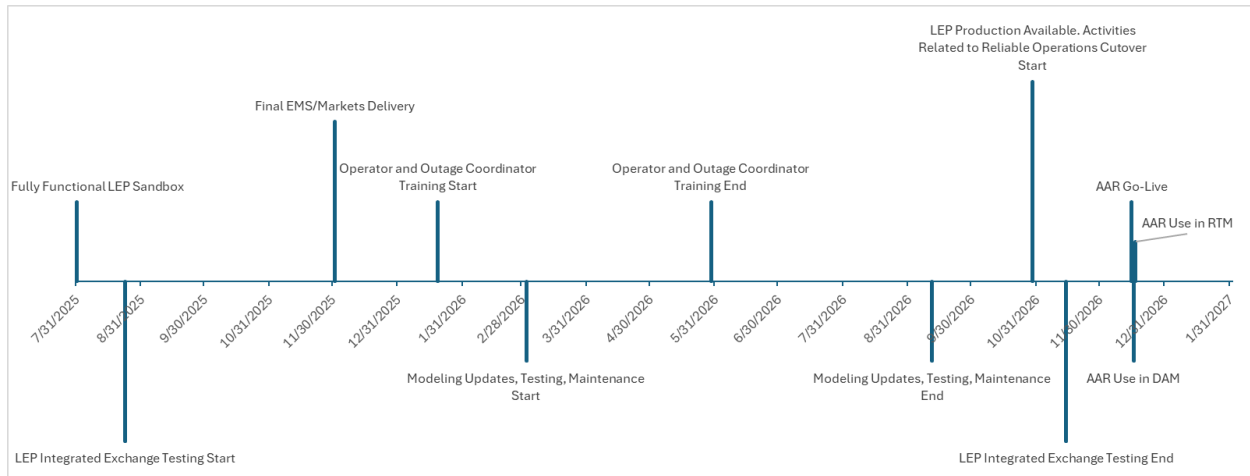 LEP Production Available. Activities
Related to Reliable Operations Cutover
Start
Final EMS/Markets Delivery
Operator and Outage Coordinator
Training Start
Operator and Outage Coordinator
Training End
Fully Functional LEP Sandbox
AAR Go-Live
AAR Use in RTM
7/31/2025
8/31/2025
9/30/2025
10/31/2025
11/30/2025
12/31/2025
1/31/2026
2/28/2026
3/31/2026
4/30/2026
5/31/2026
6/30/2026
7/31/2026
8/31/2026
9/30/2026
10/31/2026
11/30/2026
12/31/2026
1/31/2027
Modeling Updates, Testing, Maintenance
Start
Modeling Updates, Testing, Maintenance
End
AAR Use in DAM
LEP Integrated Exchange Testing Start
LEP Integrated Exchange Testing End